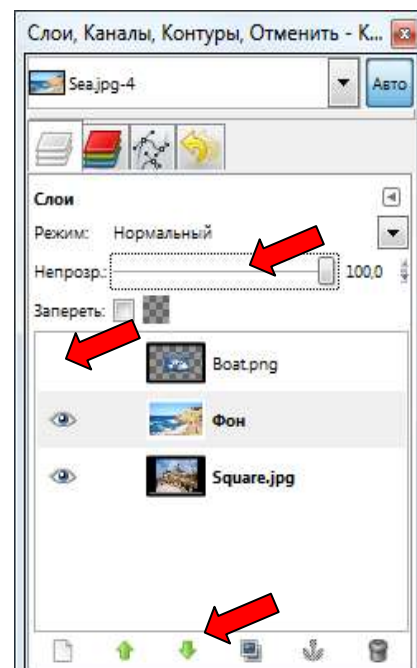 Слои, Каналы, Контуры, Отменить - К...
Sea.jpg-4
Авто
Слои
Режим: Нормальный
Непрозр.: 100,0
Запереть:
Boat.png
Фон
Square.jpg